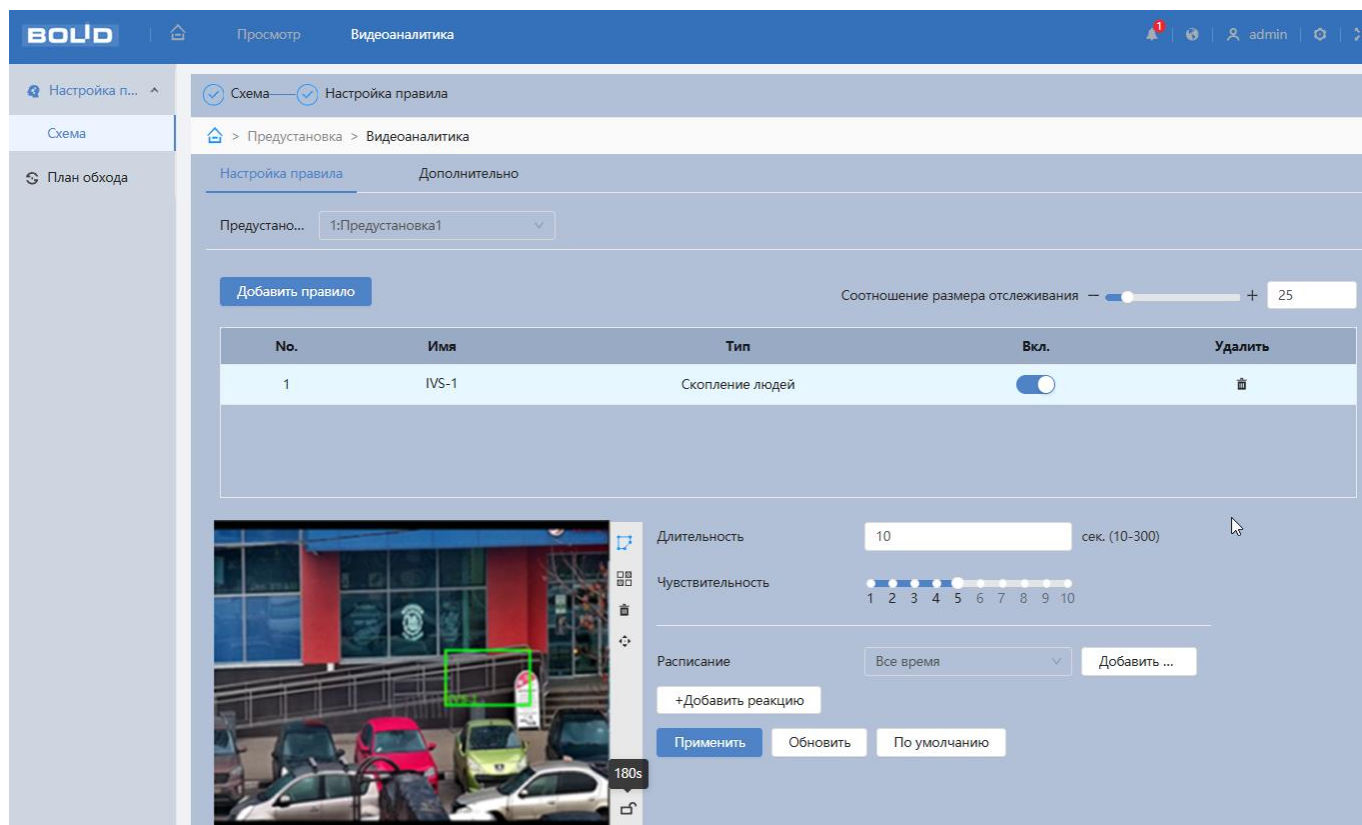 BOLID Просмотр Видеоаналитика 1 admin
Настройка п... Схема Настройка правила
Схема > Предустановка > Видеоаналитика
План обхода Настройка правила Дополнительно
Предустано... 1:Предустановка1
Добавить правило Соотношение размера отслеживания − + 25
No. Имя Тип Вкл. Удалить
1 IVS-1 Скопление людей
Длительность 10 сек. (10-300)
Чувствительность
1 2 3 4 5 6 7 8 9 10
Расписание Все время Добавить ...
IVS-1
+Добавить реакцию
Применить Обновить По умолчанию
180s